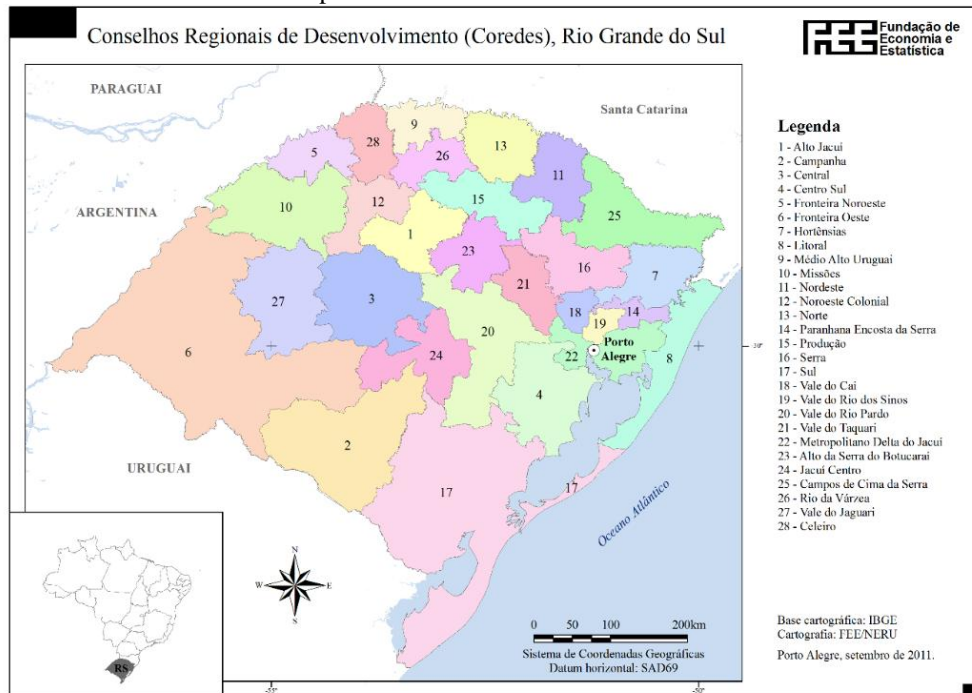 Conselhos Regionais de Desenvolvimento (Coredes), Rio Grande do Sul
FEE Fundação de
Economia e
Estatística
PARAGUAI
Santa Catarina
ARGENTINA
URUGUAI
Oceano Atlântico
Porto
Alegre
28
9
13
5
26
11
12
15
10
25
1
23
16
7
21
27
3
18
14
19
20
6
24
22
8
4
2
17
17
30°
55°
50°
N
W
E
S
RS
0 50 100 200km
Sistema de Coordenadas Geográficas
Datum horizontal: SAD69
Legenda
1 - Alto Jacuí
2 - Campanha
3 - Central
4 - Centro Sul
5 - Fronteira Noroeste
6 - Fronteira Oeste
7 - Hortênsias
8 - Litoral
9 - Médio Alto Uruguai
10 - Missões
11 - Nordeste
12 - Noroeste Colonial
13 - Norte
14 - Paranhana Encosta da Serra
15 - Produção
16 - Serra
17 - Sul
18 - Vale do Caí
19 - Vale do Rio dos Sinos
20 - Vale do Rio Pardo
21 - Vale do Taquari
22 - Metropolitano Delta do Jacuí
23 - Alto da Serra do Botucaraí
24 - Jacuí Centro
25 - Campos de Cima da Serra
26 - Rio da Várzea
27 - Vale do Jaguari
28 - Celeiro
Base cartográfica: IBGE
Cartografia: FEE/NERU
Porto Alegre, setembro de 2011.